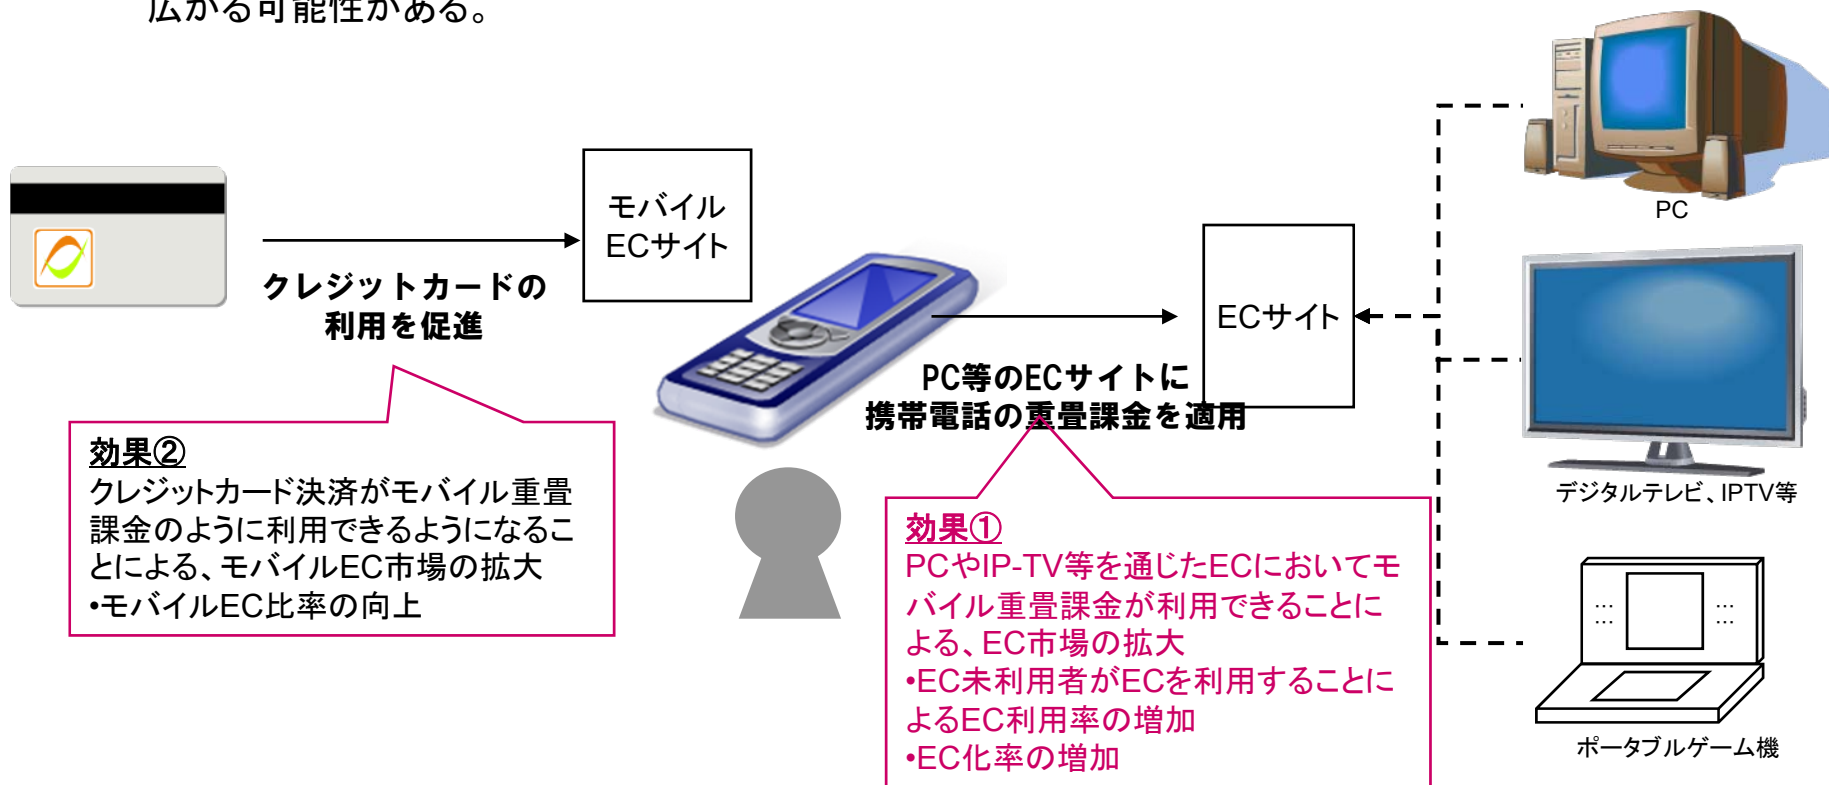 広がる可能性がある。
モバイル
ECサイト
クレジットカードの
利用を促進
ECサイト
PC等のECサイトに
携帯電話の重畳課金を適用
PC
デジタルテレビ、IPTV等
ポータブルゲーム機
効果②
クレジットカード決済がモバイル重畳
課金のように利用できるようになるこ
とによる、モバイルEC市場の拡大
•モバイルEC比率の向上
効果①
PCやIP-TV等を通じたECにおいてモ
バイル重畳課金が利用できることに
よる、EC市場の拡大
•EC未利用者がECを利用することに
よるEC利用率の増加
•EC化率の増加